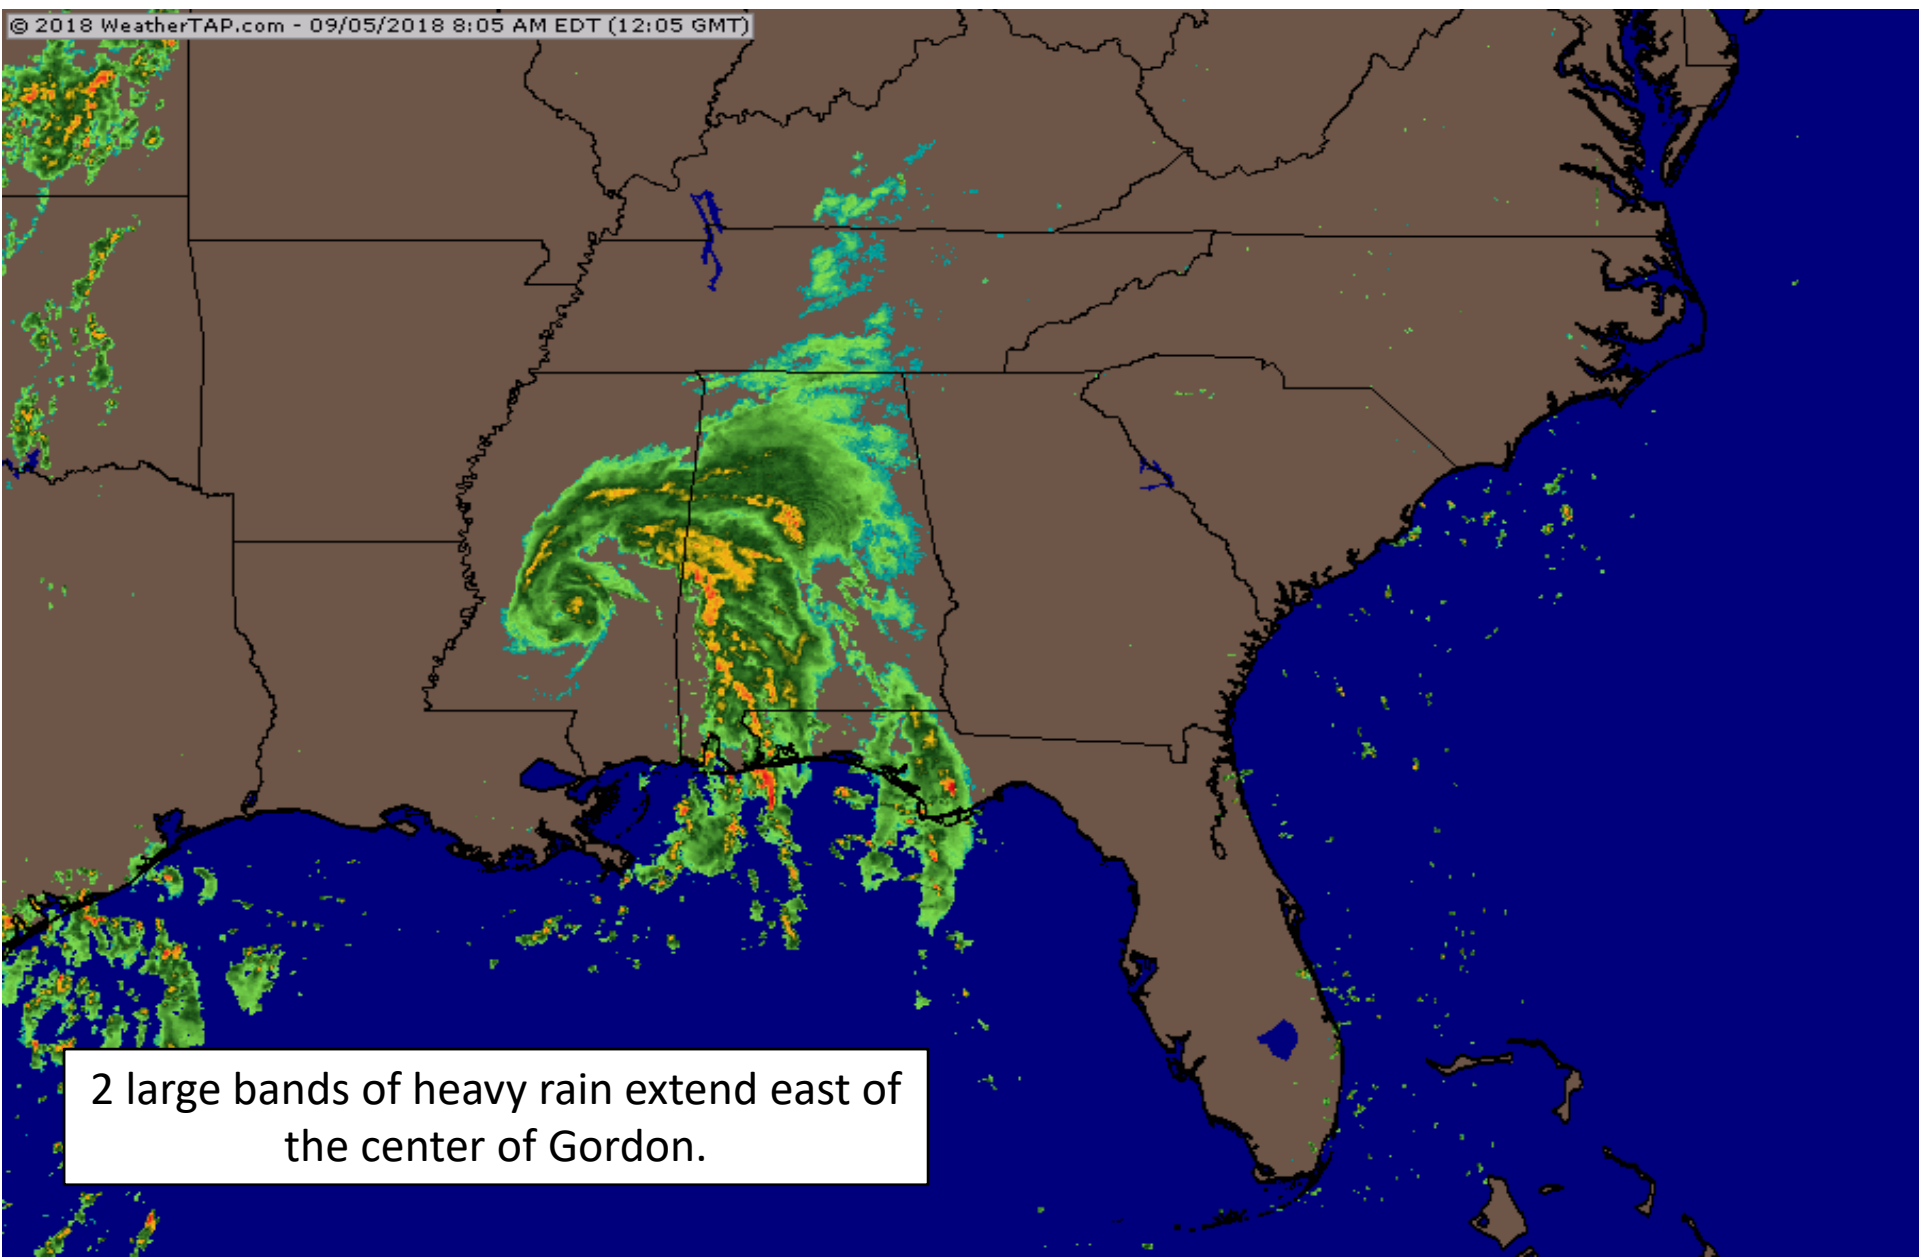 © 2018 WeatherTAP.com - 09/05/2018 8:05 AM EDT (12:05 GMT)
2 large bands of heavy rain extend east of
the center of Gordon.